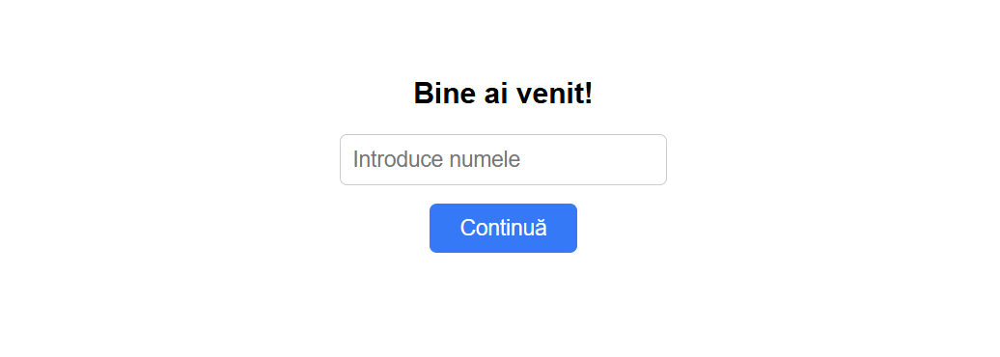 Bine ai venit!
Introduce numele
Continuă